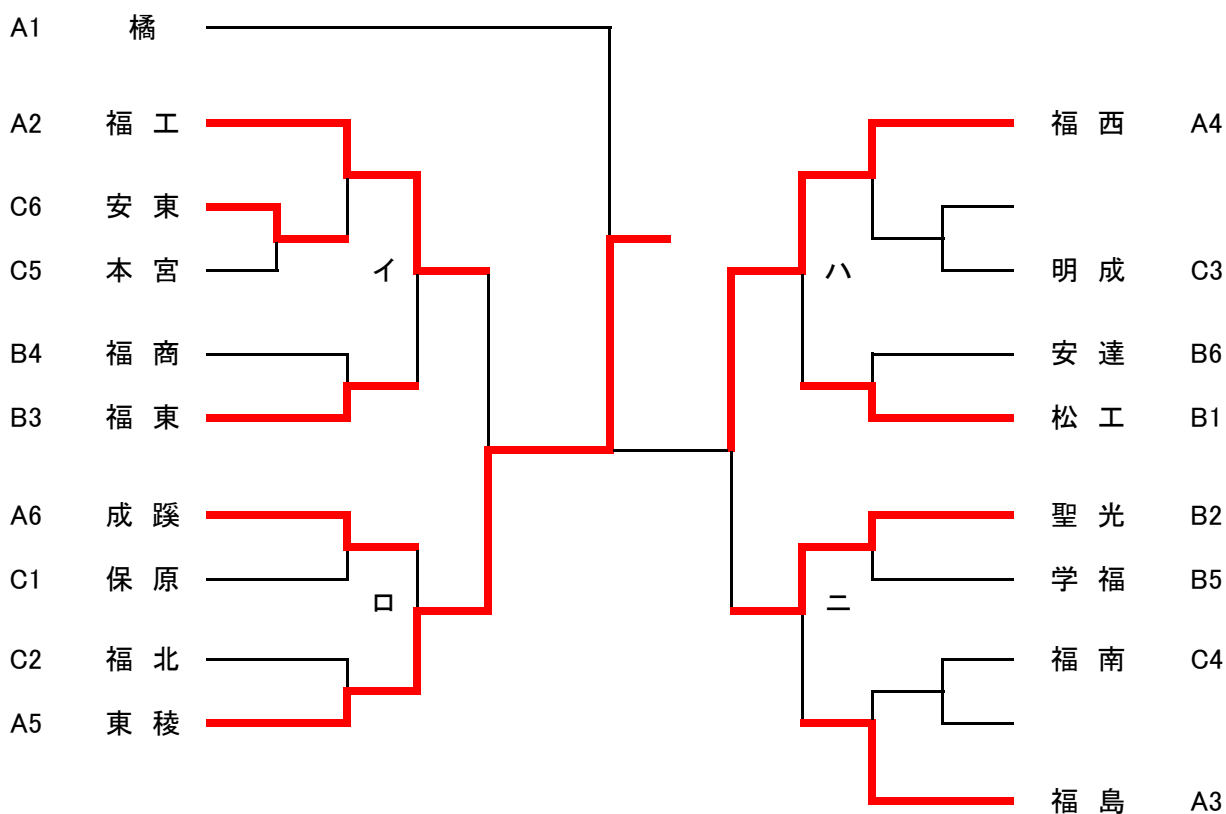 A1 橘
A2 福工 福西 A4
C6 安東
C5 本宮 イ ハ 明成 C3
B4 福商 安達 B6
B3 福東 松工 B1
A6 成蹊 聖光 B2
C1 保原 学福 B5
ロ ニ
C2 福北 福南 C4
A5 東稜
福島 A3